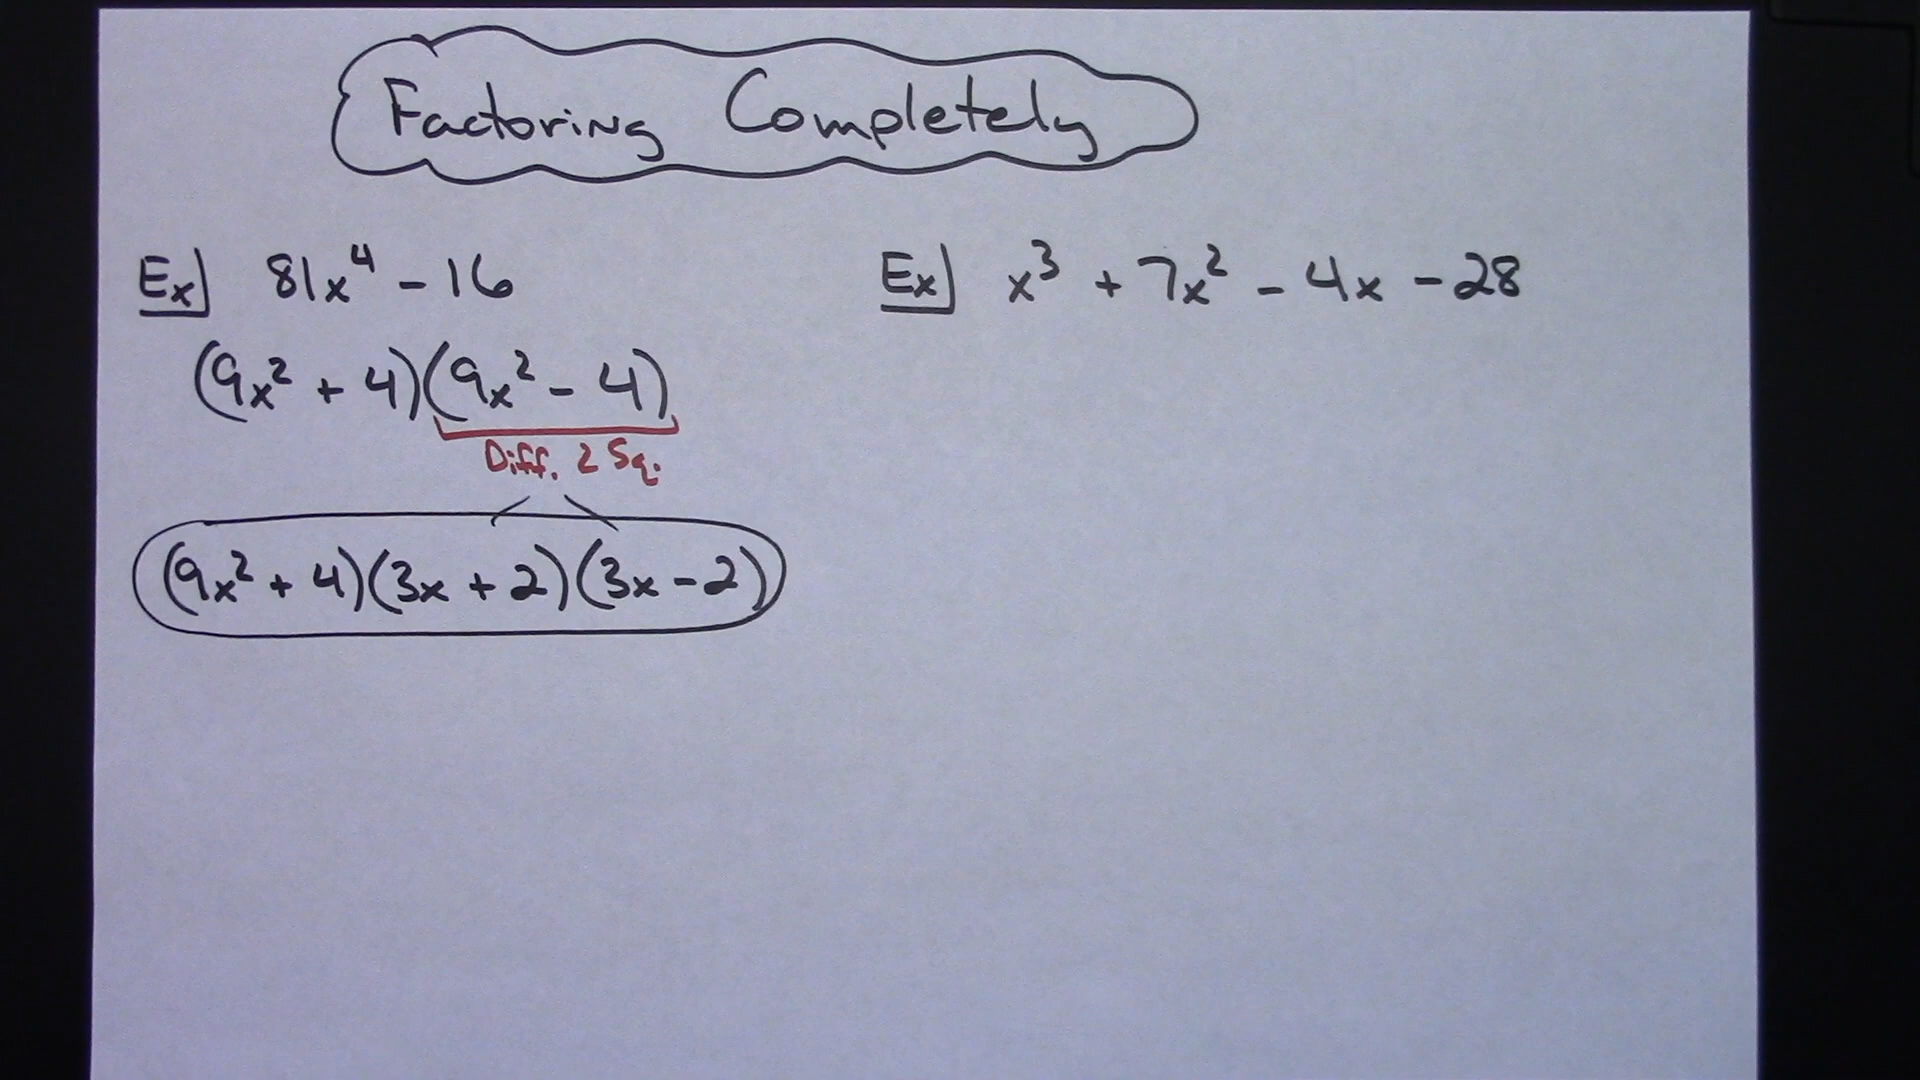 Factoring Completely
Ex] 81x⁴ - 16
(9x² + 4)(9x² - 4)
Diff. 2 Sq.
(9x² + 4)(3x + 2)(3x - 2)
Ex] x³ + 7x² - 4x - 28